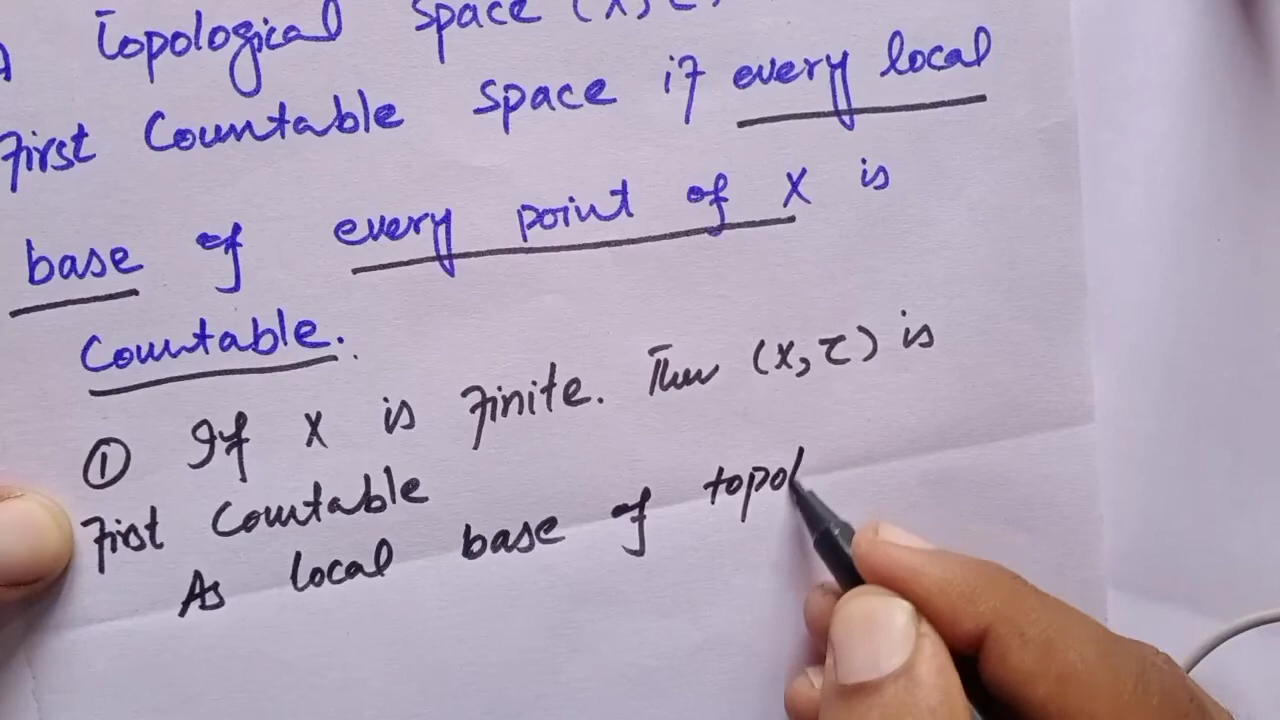 Topological space (X, τ)
First Countable space if every local
base of every point of X is
Countable.
① If X is Finite. Then (X, τ) is
First Countable
As local base of topol